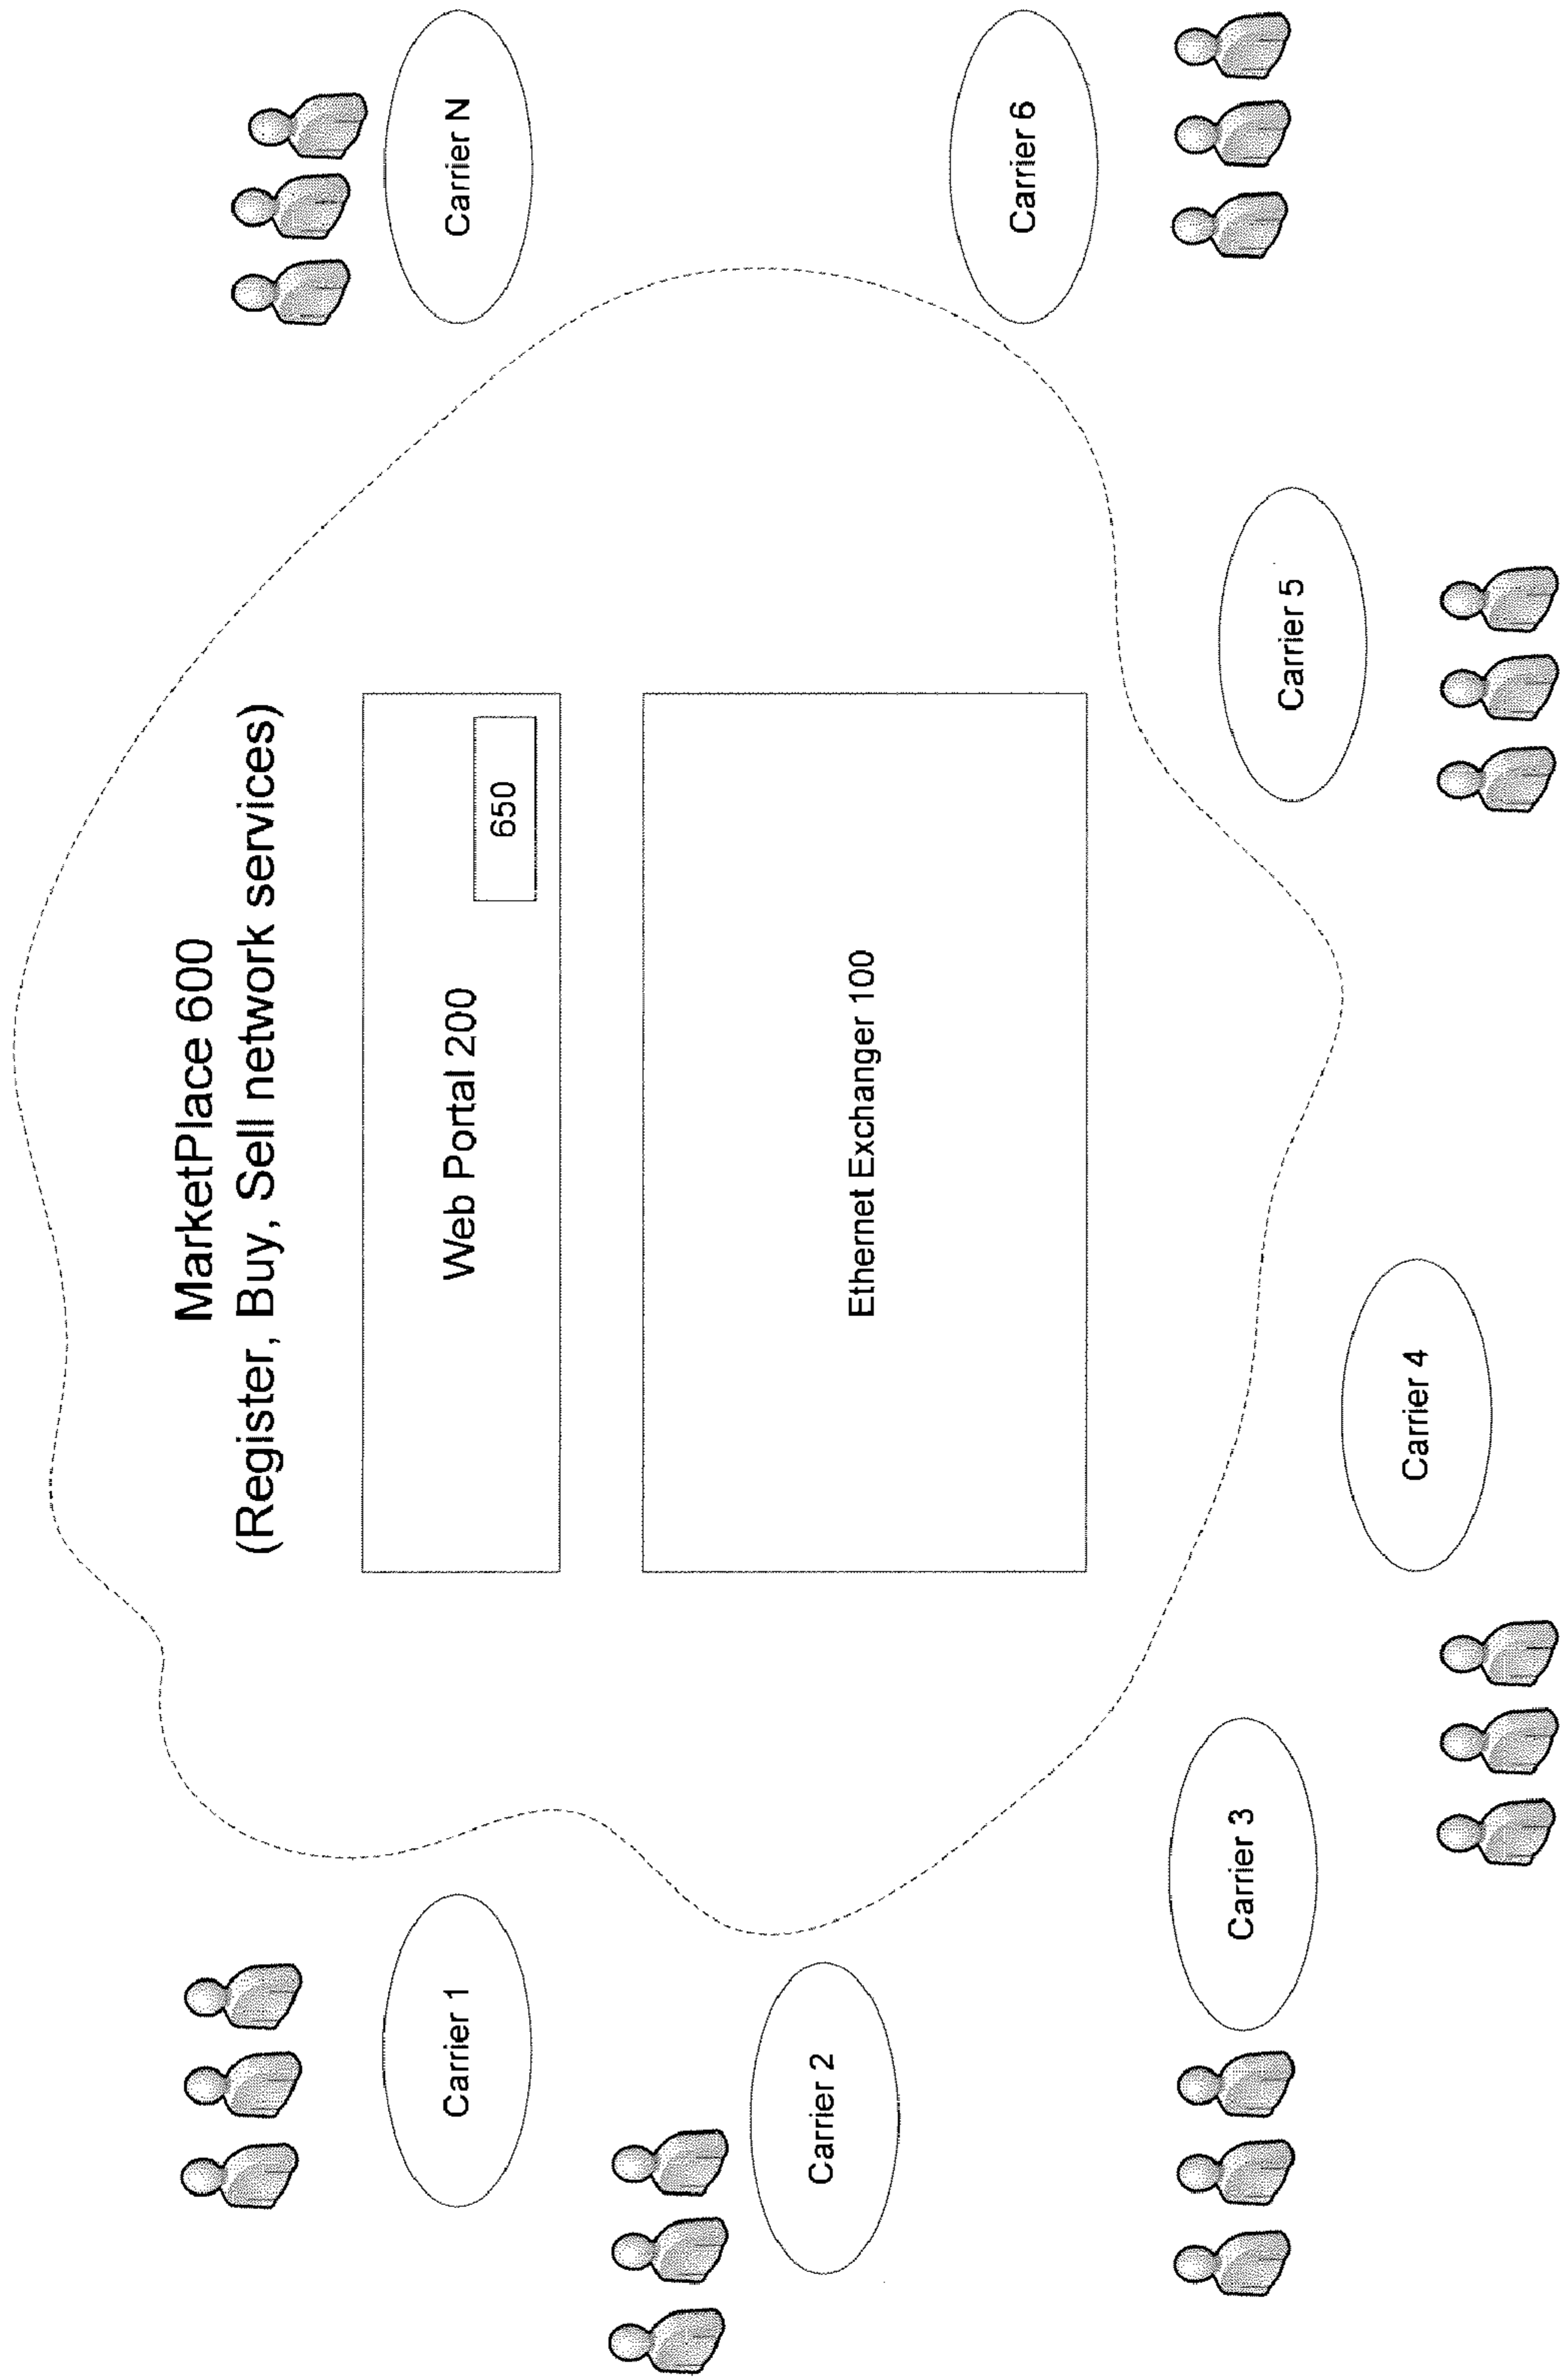 MarketPlace 600
(Register, Buy, Sell network services)
Web Portal 200
650
Ethernet Exchanger 100
Carrier 1
Carrier 2
Carrier 3
Carrier 4
Carrier 5
Carrier 6
Carrier N